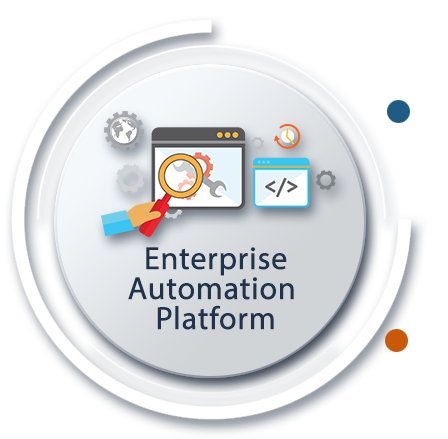 </>
Enterprise
Automation
Platform